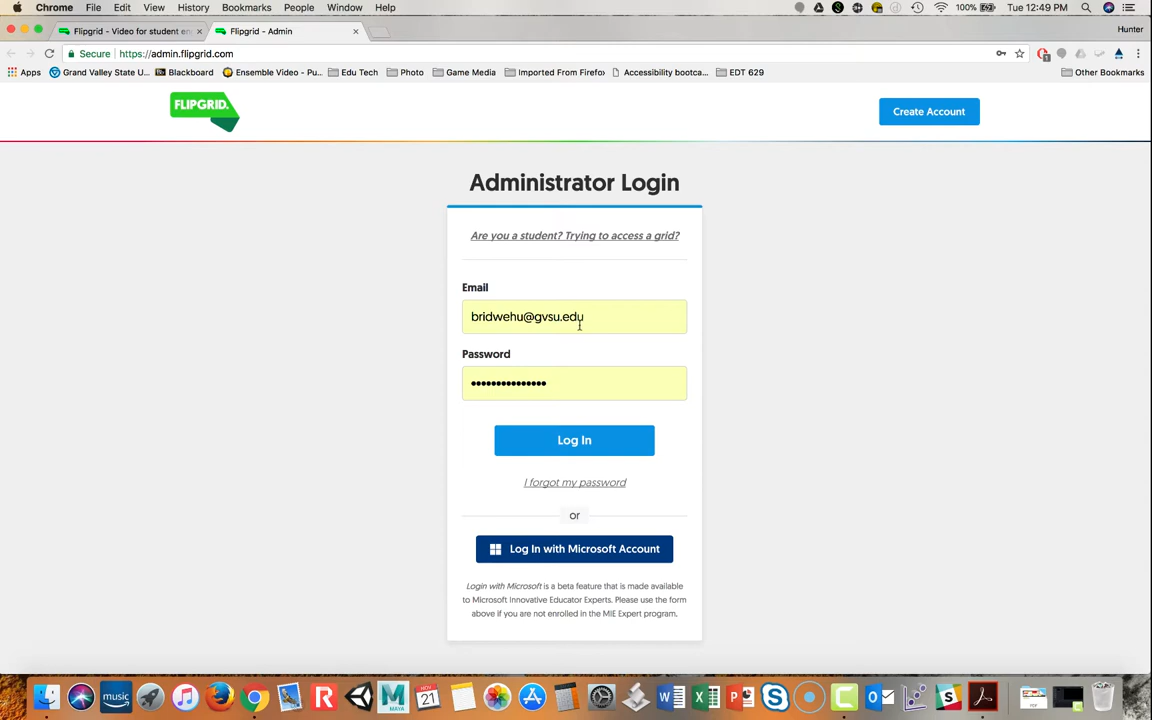 Chrome File Edit View History Bookmarks People Window Help 100% Tue 12:49 PM
Flipgrid - Video for student en Flipgrid - Admin Hunter
Secure https://admin.flipgrid.com
Apps Grand Valley State U... Blackboard Ensemble Video - Pu... Edu Tech Photo Game Media Imported From Firefox Accessibility bootca... EDT 629 Other Bookmarks
FLIPGRID.
Create Account
Administrator Login
Are you a student? Trying to access a grid?
Email
bridwehu@gvsu.edu
Password
•••••••••••••••
Log In
I forgot my password
or
Log In with Microsoft Account
Login with Microsoft is a beta feature that is made available
to Microsoft Innovative Educator Experts. Please use the form
above if you are not enrolled in the MIE Expert program.
music NOV 21